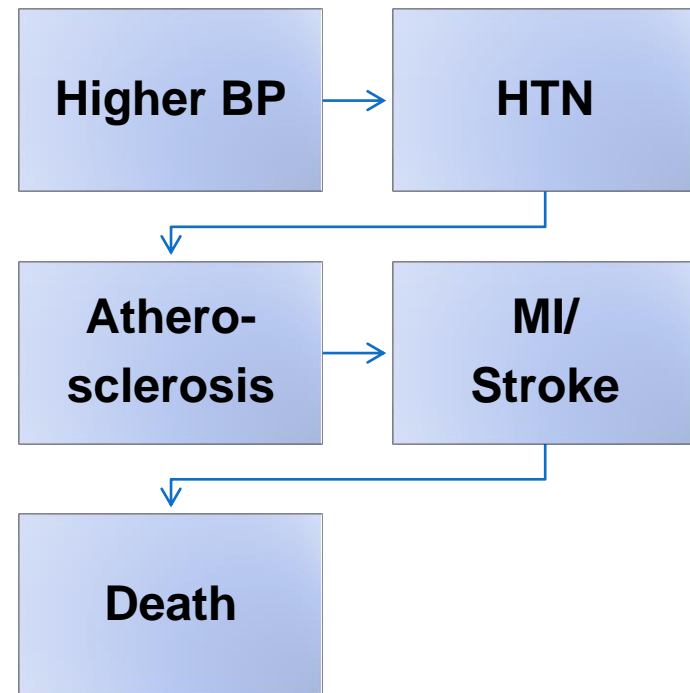 Higher BP
HTN
Athero-
sclerosis
MI/
Stroke
Death